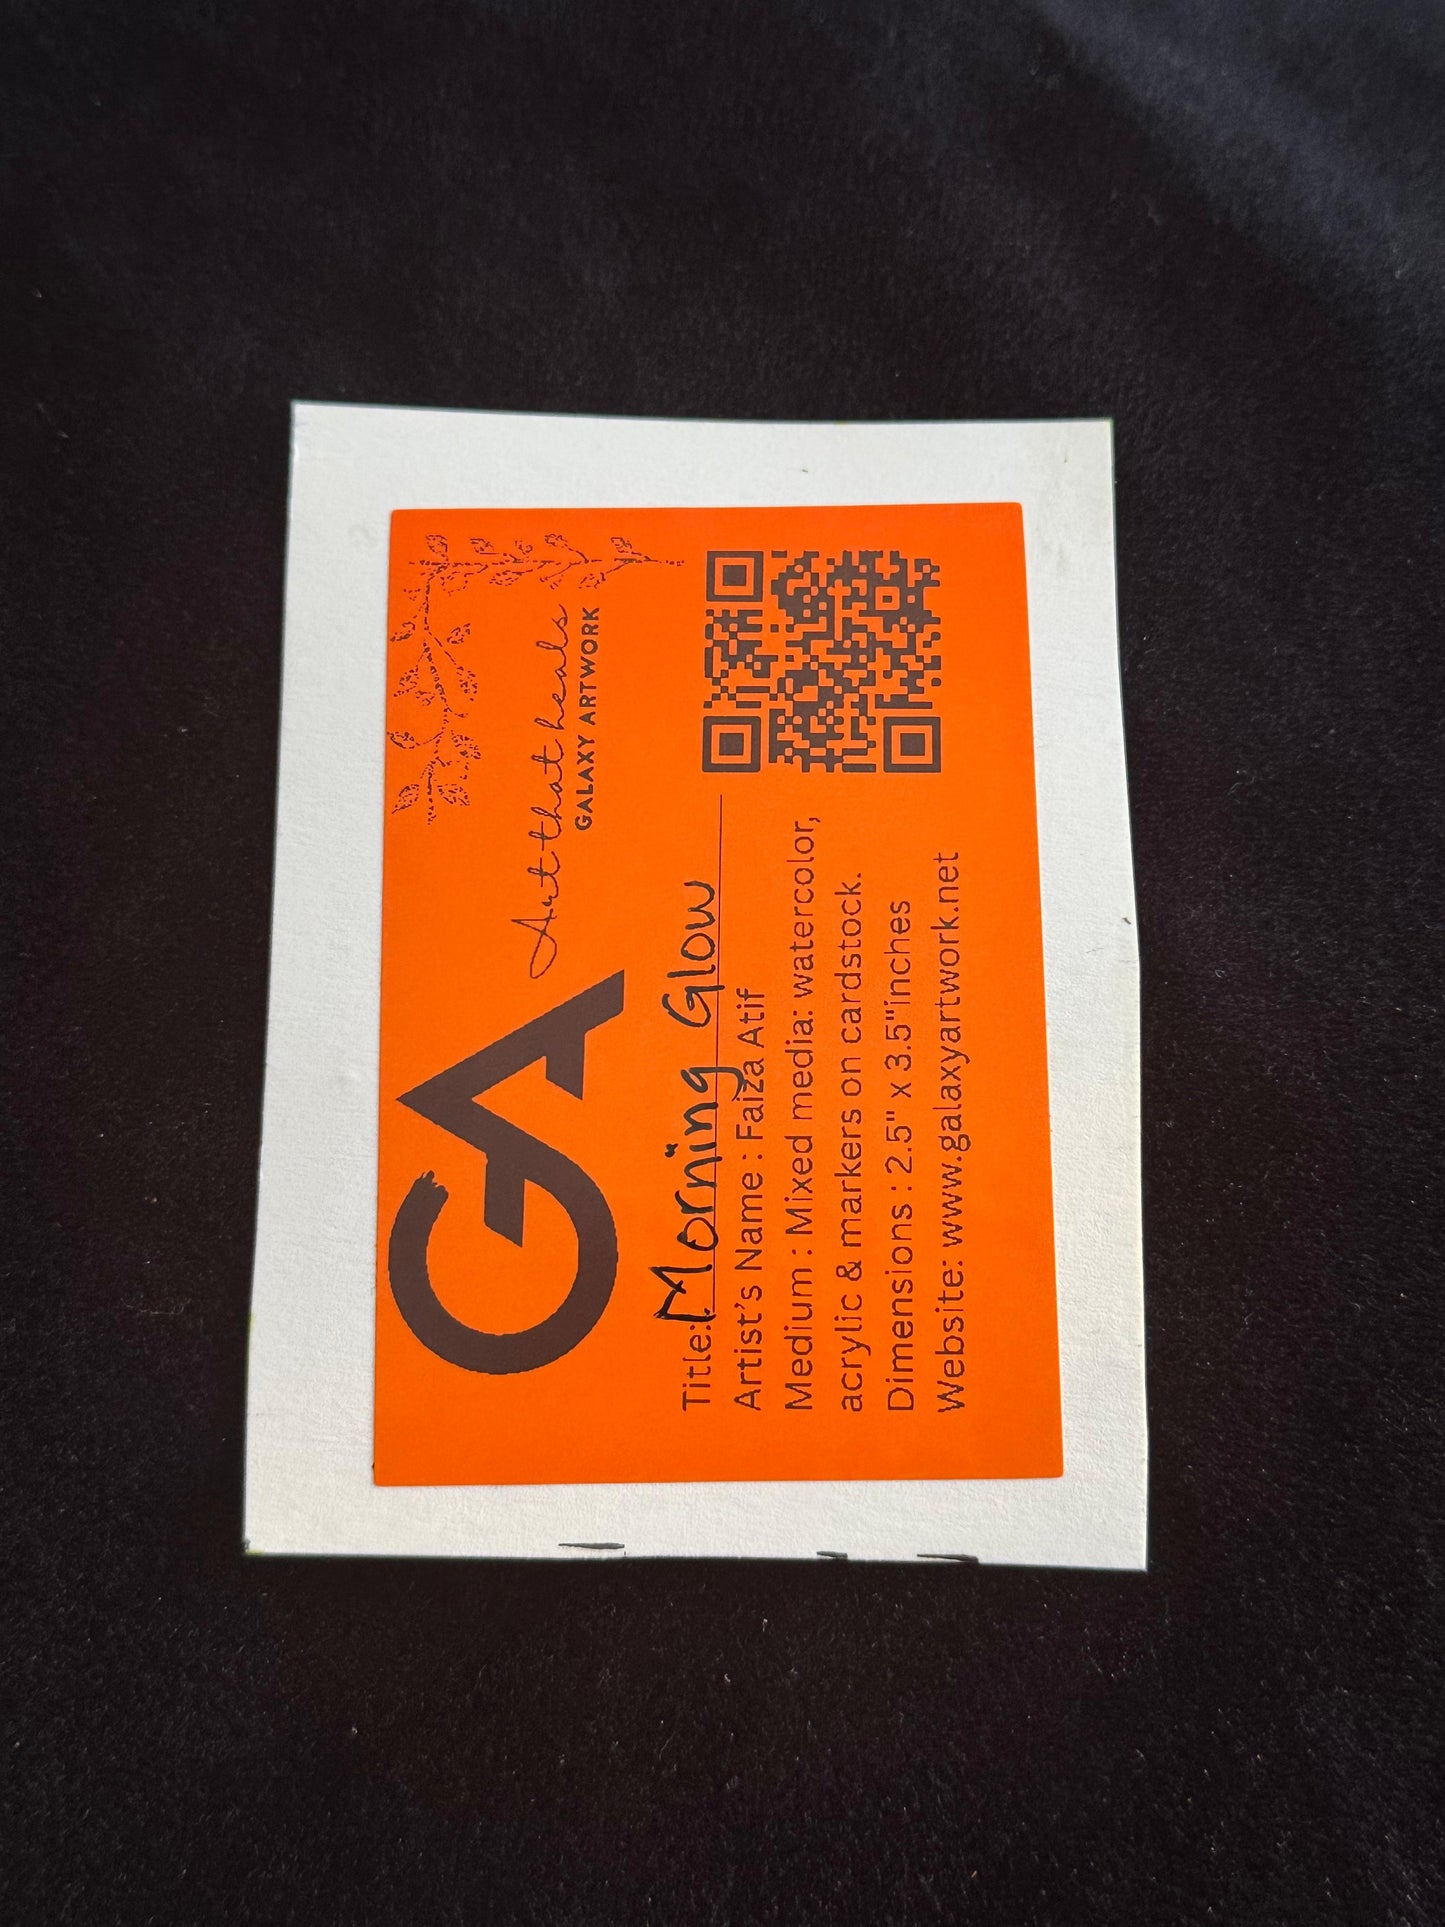 GA
Art that heals
GALAXY ARTWORK
Title: Morning Glow
Artist's Name : Faiza Atif
Medium : Mixed media: watercolor,
acrylic & markers on cardstock.
Dimensions : 2.5" x 3.5"inches
Website: www.galaxyartwork.net